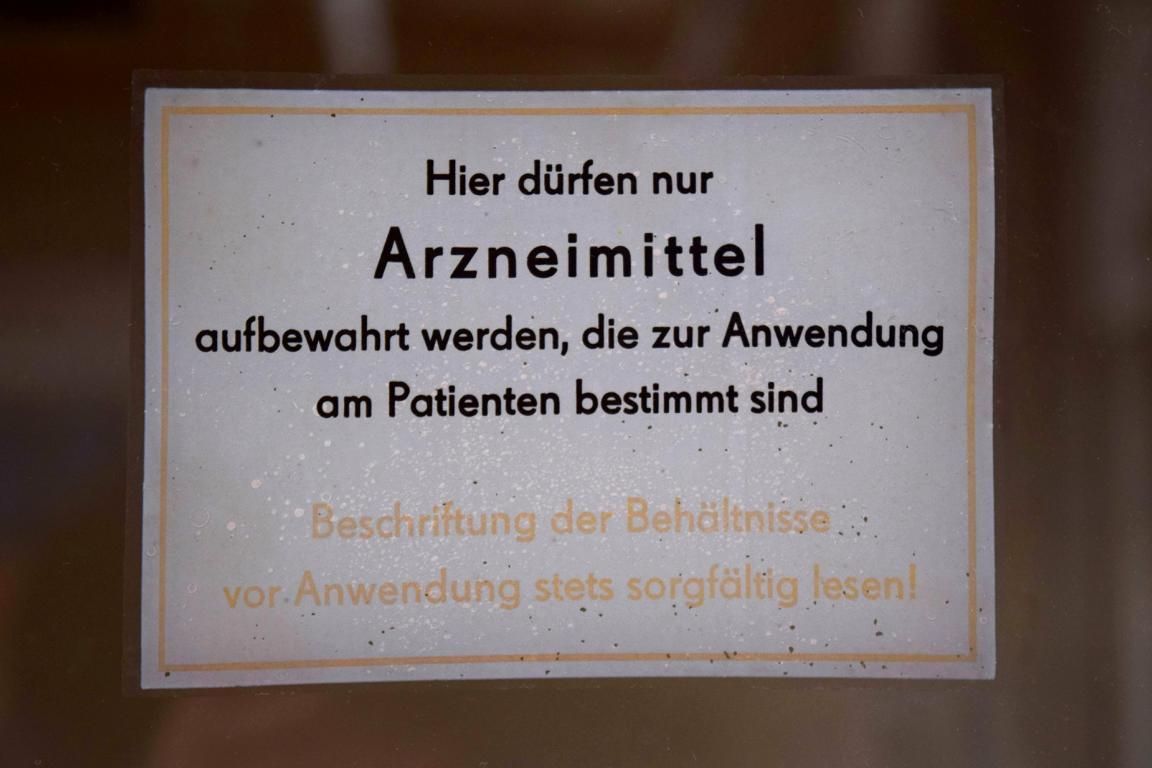 Hier dürfen nur
Arzneimittel
aufbewahrt werden, die zur Anwendung
am Patienten bestimmt sind
Beschriftung der Behältnisse
vor Anwendung stets sorgfältig lesen!